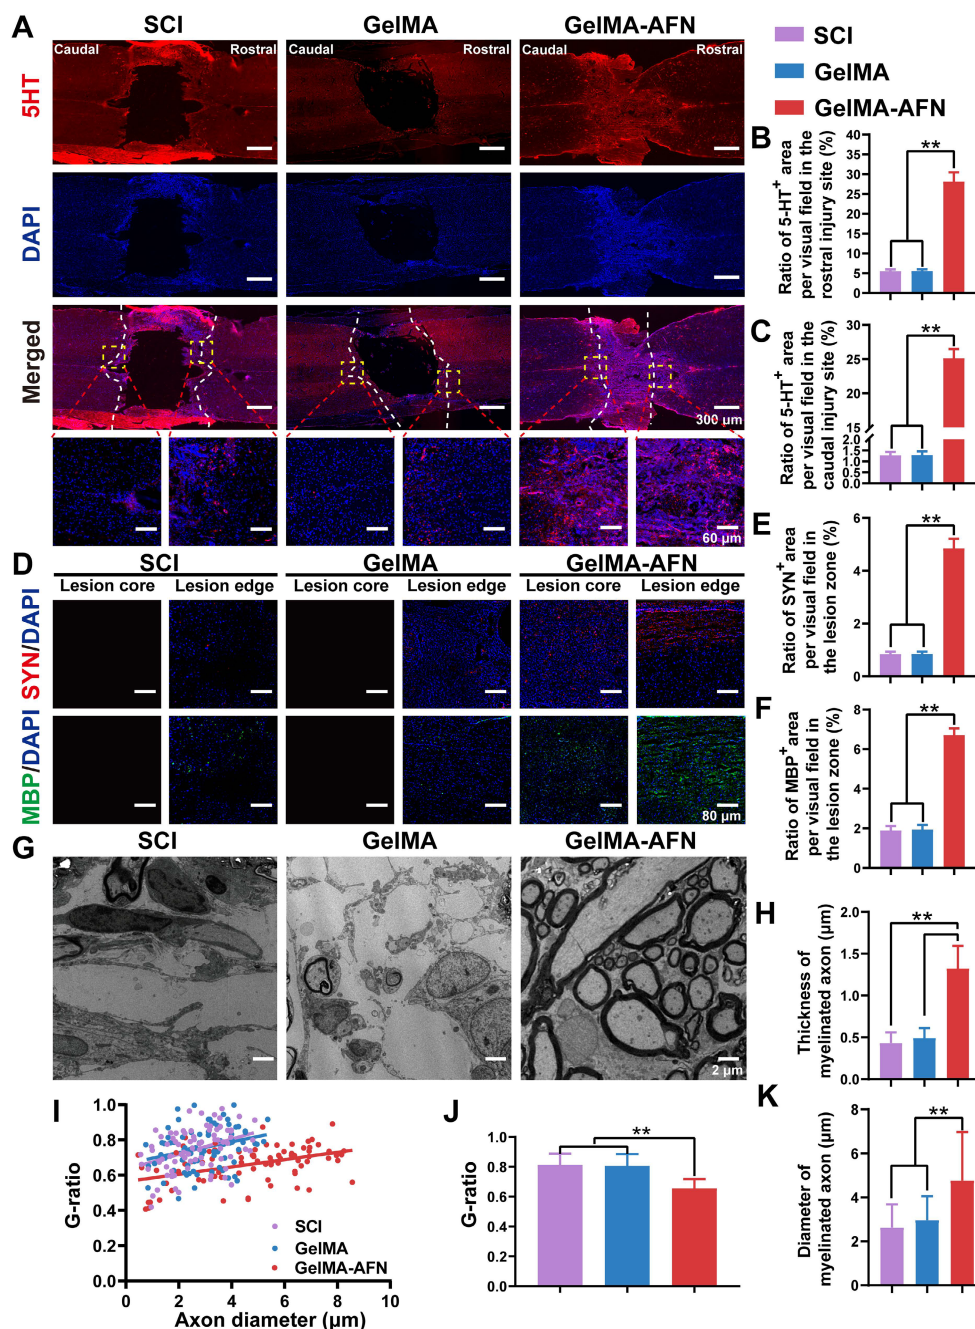 A
SCI
GelMA
GelMA-AFN
Caudal
Rostral
Caudal
Rostral
Caudal
Rostral
5HT
DAPI
Merged
300 µm
60 µm
SCI
GelMA
GelMA-AFN
B
Ratio of 5-HT+ area
per visual field in the
rostral injury site (%)
40
35
30
25
20
15
10
5
0
**
C
Ratio of 5-HT+ area
per visual field in the
caudal injury site (%)
30
25
20
15
2.0
1.5
1.0
0.5
0.0
**
D
SCI
GelMA
GelMA-AFN
Lesion core
Lesion edge
Lesion core
Lesion edge
Lesion core
Lesion edge
SYN/DAPI
MBP/DAPI
80 µm
E
Ratio of SYN+ area
per visual field in
the lesion zone (%)
6
4
2
0
**
F
Ratio of MBP+ area
per visual field in
the lesion zone (%)
8
6
4
2
0
**
G
SCI
GelMA
GelMA-AFN
2 µm
H
Thickness of
myelinated axon (µm)
2.0
1.5
1.0
0.5
0.0
**
I
G-ratio
1.0
0.8
0.6
0.4
0.2
0.0
0
2
4
6
8
10
SCI
GelMA
GelMA-AFN
Axon diameter (µm)
J
G-ratio
1.0
0.8
0.6
0.4
0.2
0.0
**
K
Diameter of
myelinated axon (µm)
8
6
4
2
0
**